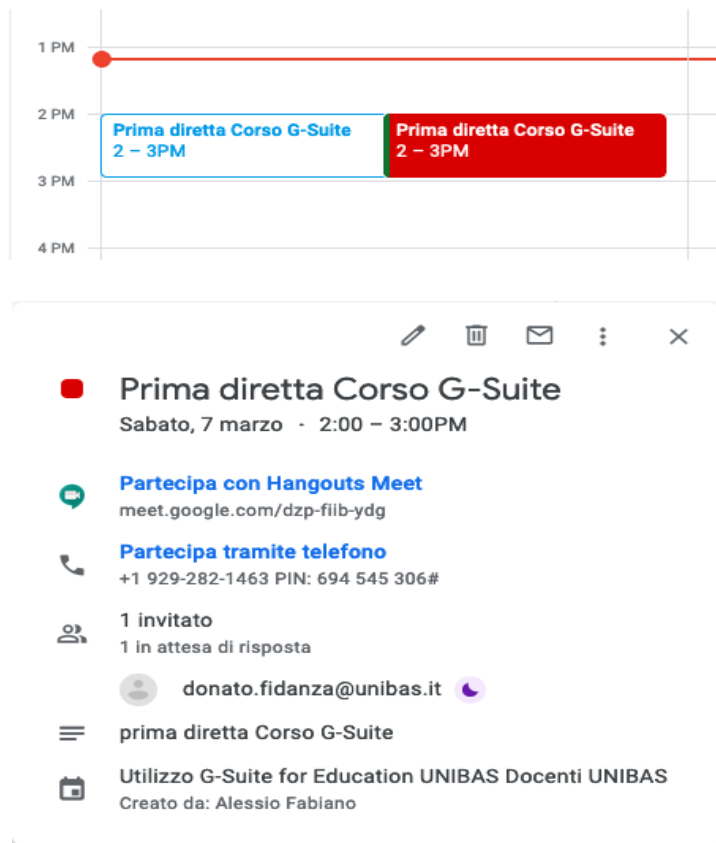 1 PM
2 PM
Prima diretta Corso G-Suite
2 – 3PM
Prima diretta Corso G-Suite
2 – 3PM
3 PM
4 PM
Prima diretta Corso G-Suite
Sabato, 7 marzo · 2:00 – 3:00PM
Partecipa con Hangouts Meet
meet.google.com/dzp-fiib-ydg
Partecipa tramite telefono
+1 929-282-1463 PIN: 694 545 306#
1 invitato
1 in attesa di risposta
donato.fidanza@unibas.it
prima diretta Corso G-Suite
Utilizzo G-Suite for Education UNIBAS Docenti UNIBAS
Creato da: Alessio Fabiano